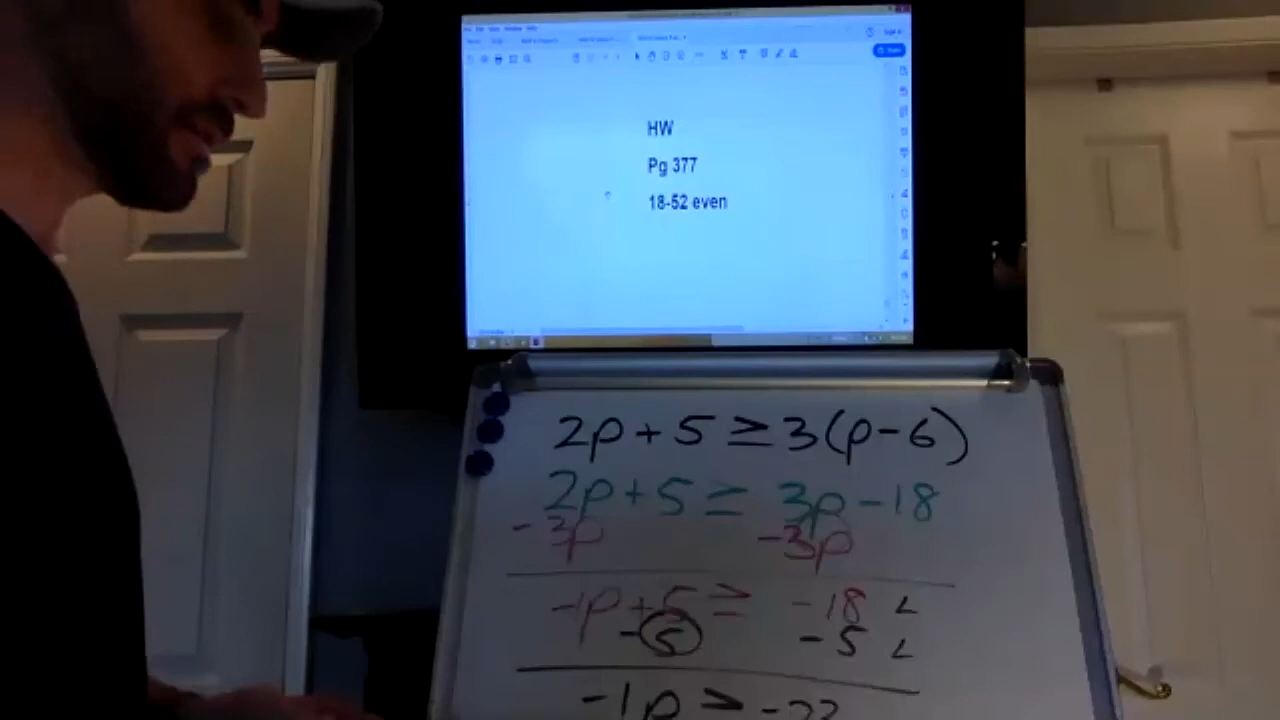 HW
Pg 377
18-52 even
2p + 5 ≥ 3(p - 6)
2p + 5 ≥ 3p - 18
-3p -3p
-1p + 5 ≥ -18 L
-5 -5 L